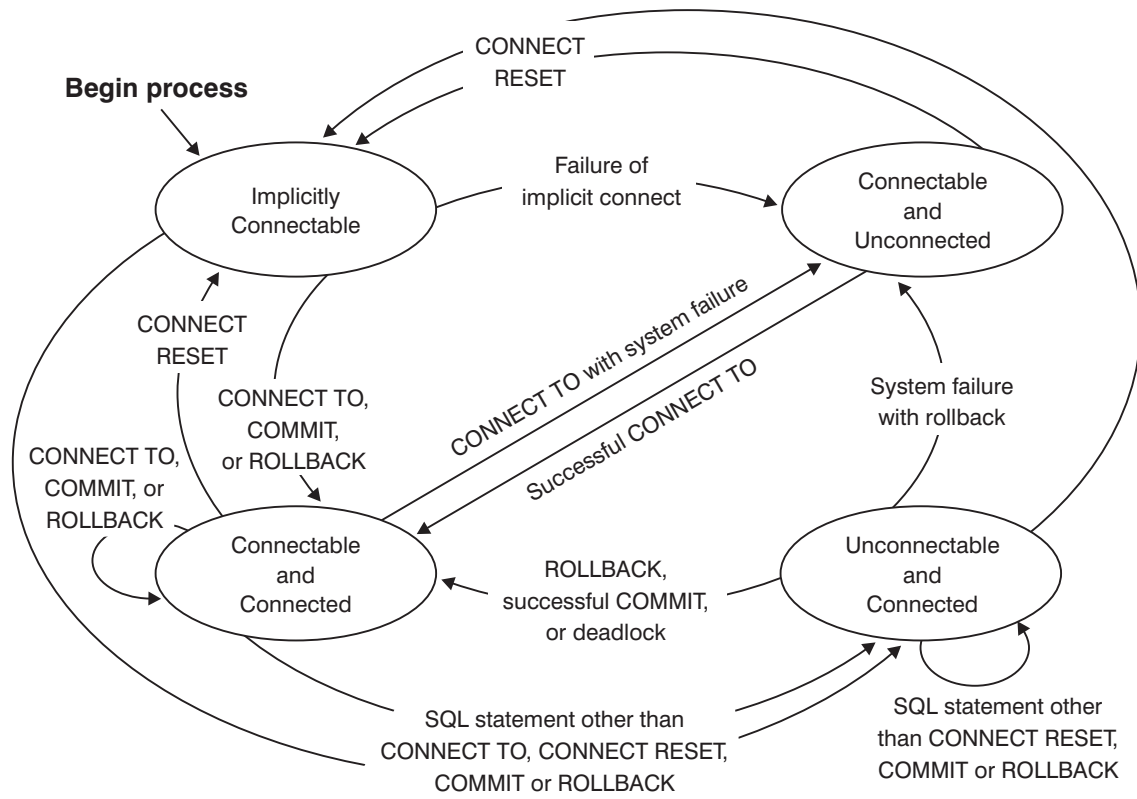 CONNECT
RESET
Begin process
Implicitly
Connectable
Failure of
implicit connect
Connectable
and
Unconnected
CONNECT
RESET
CONNECT TO,
COMMIT,
or ROLLBACK
CONNECT TO with system failure
Successful CONNECT TO
System failure
with rollback
CONNECT TO,
COMMIT, or
ROLLBACK
Connectable
and
Connected
ROLLBACK,
successful COMMIT,
or deadlock
Unconnectable
and
Connected
SQL statement other than
CONNECT TO, CONNECT RESET,
COMMIT or ROLLBACK
SQL statement other
than CONNECT RESET,
COMMIT or ROLLBACK